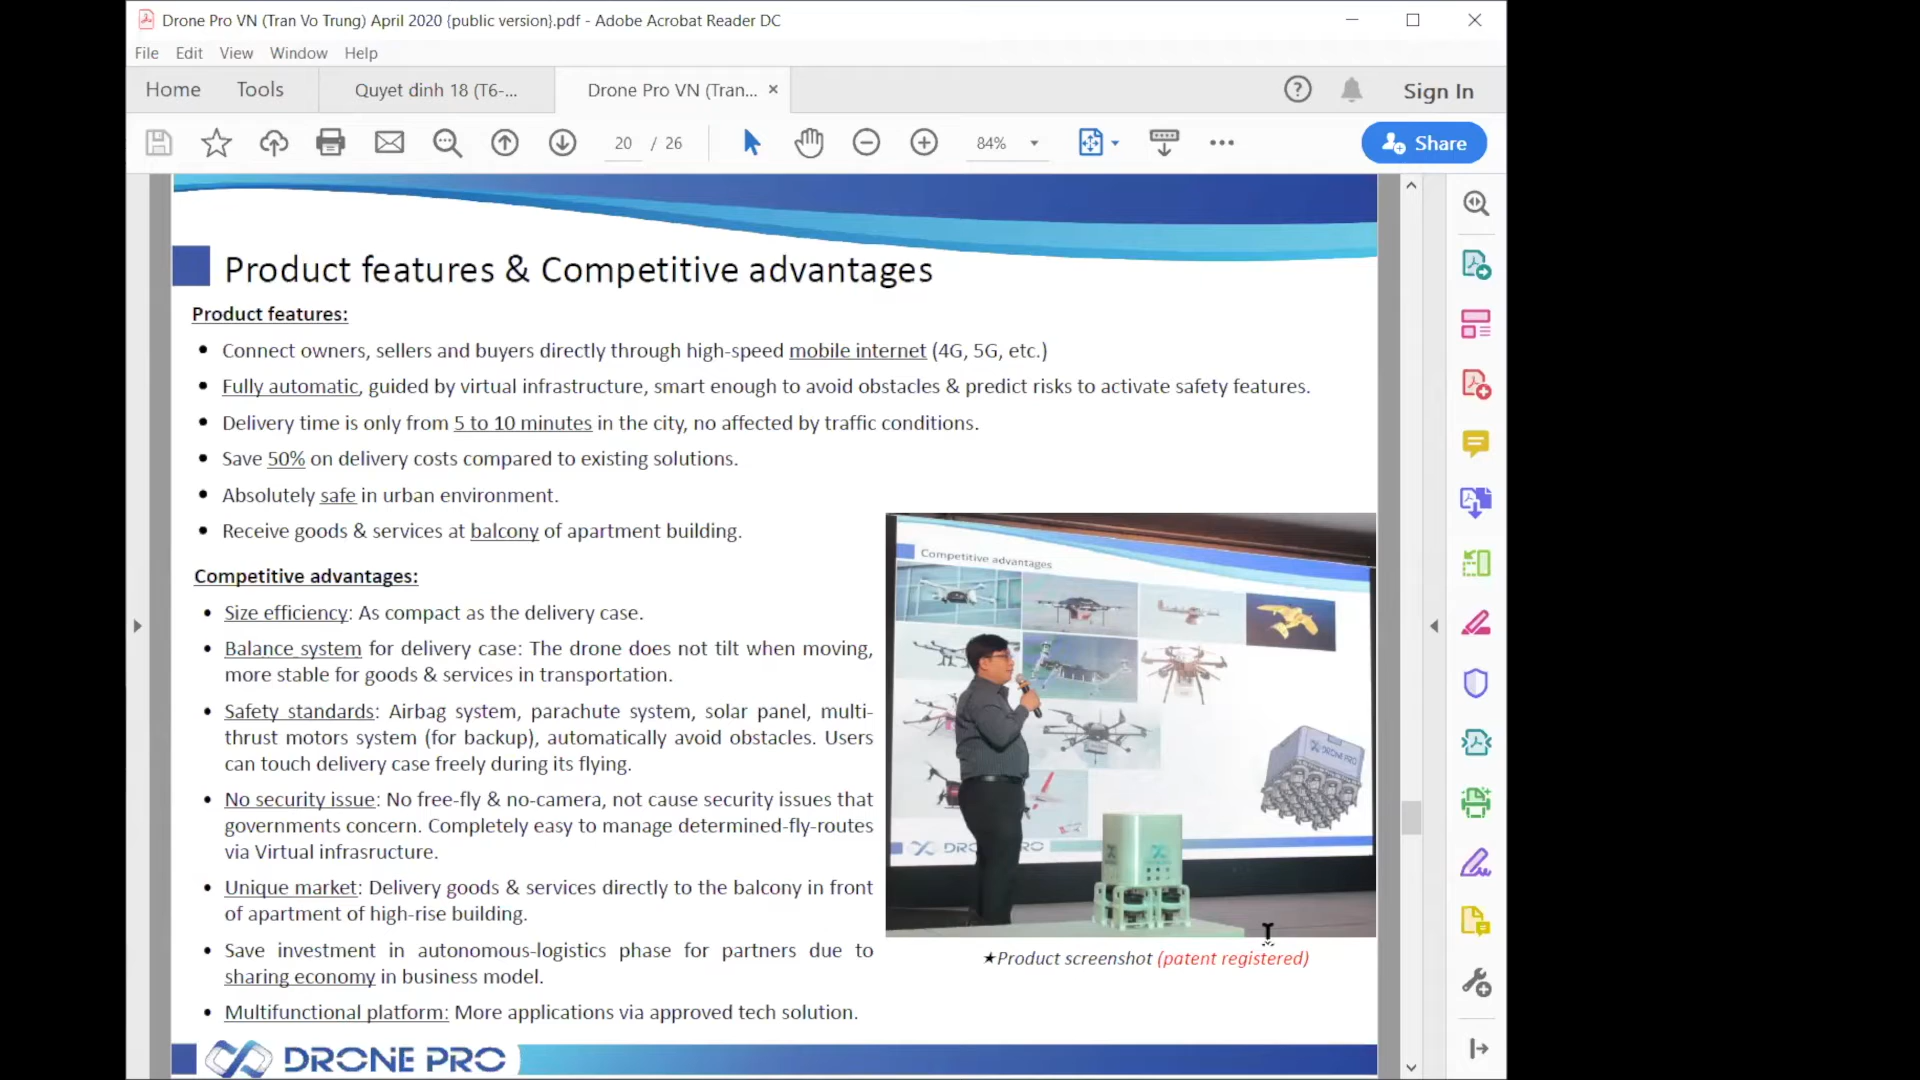 Drone Pro VN (Tran Vo Trung) April 2020 {public version}.pdf - Adobe Acrobat Reader DC
File Edit View Window Help
Home Tools Quyet dinh 18 (T6-... Drone Pro VN (Tran... Sign In
20 / 26 84% Share
Product features & Competitive advantages
Product features:
Connect owners, sellers and buyers directly through high-speed mobile internet (4G, 5G, etc.)
Fully automatic, guided by virtual infrastructure, smart enough to avoid obstacles & predict risks to activate safety features.
Delivery time is only from 5 to 10 minutes in the city, no affected by traffic conditions.
Save 50% on delivery costs compared to existing solutions.
Absolutely safe in urban environment.
Receive goods & services at balcony of apartment building.
Competitive advantages:
Size efficiency: As compact as the delivery case.
Balance system for delivery case: The drone does not tilt when moving,
more stable for goods & services in transportation.
Safety standards: Airbag system, parachute system, solar panel, multi-
thrust motors system (for backup), automatically avoid obstacles. Users
can touch delivery case freely during its flying.
No security issue: No free-fly & no-camera, not cause security issues that
governments concern. Completely easy to manage determined-fly-routes
via Virtual infrasructure.
Unique market: Delivery goods & services directly to the balcony in front
of apartment of high-rise building.
Save investment in autonomous-logistics phase for partners due to
sharing economy in business model.
Multifunctional platform: More applications via approved tech solution.
Competitive advantages
DRONE PRO
★Product screenshot (patent registered)
DRONE PRO